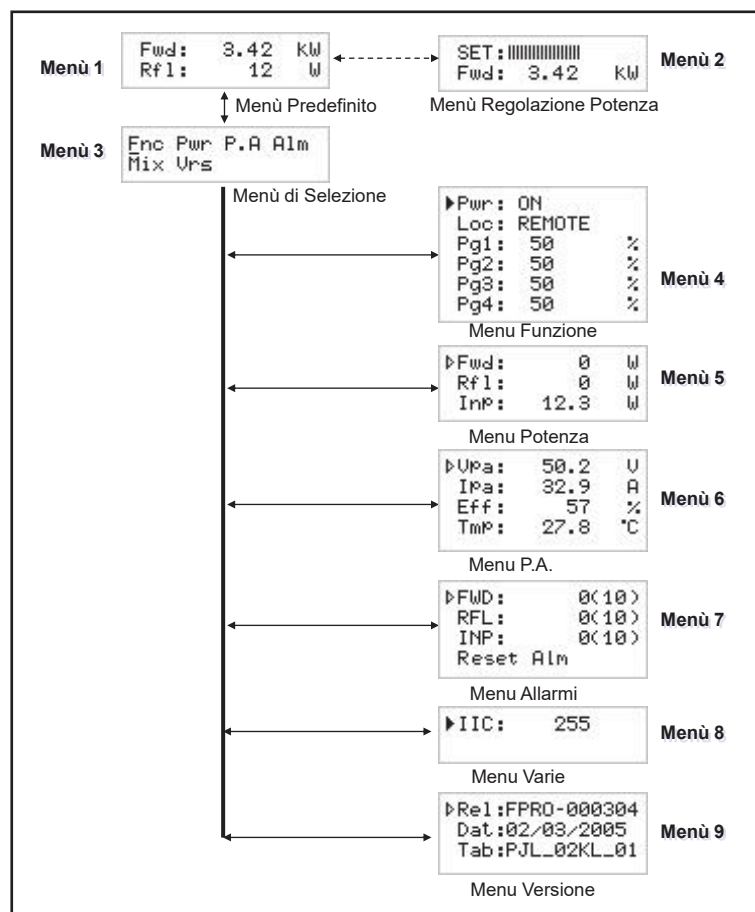 Menù 1
Fwd: 3.42 KW
Rfl: 12 W
SET:
Fwd: 3.42 KW
Menù 2
Menù Predefinito
Menù Regolazione Potenza
Menù 3
Fnc Pwr P.A Alm
Mix Vrs
Menù di Selezione
Pwr: ON
Loc: REMOTE
Pg1: 50 %
Pg2: 50 %
Pg3: 50 %
Pg4: 50 %
Menù 4
Menu Funzione
Fwd: 0 W
Rfl: 0 W
Inp: 12.3 W
Menù 5
Menu Potenza
Vpa: 50.2 V
Ipa: 32.9 A
Eff: 57 %
Tmp: 27.8 °C
Menù 6
Menu P.A.
FWD: 0(10)
RFL: 0(10)
INP: 0(10)
Reset Alm
Menù 7
Menu Allarmi
IIC: 255
Menù 8
Menu Varie
Rel:FPRO-000304
Dat:02/03/2005
Tab:PJL_02KL_01
Menù 9
Menu Versione